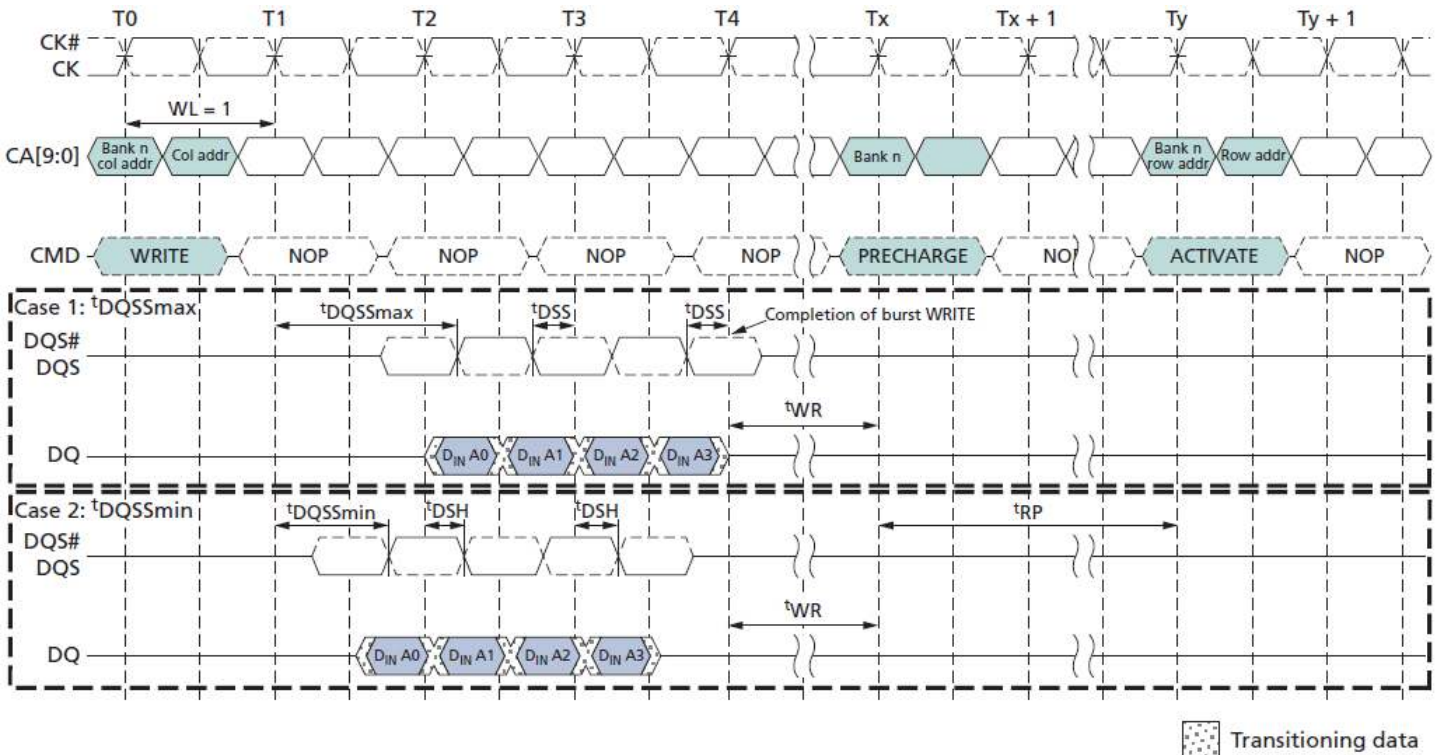 T0 T1 T2 T3 T4 Tx Tx + 1 Ty Ty + 1
CK#
CK
WL = 1
CA[9:0] Bank n col addr Col addr Bank n Bank n row addr Row addr
CMD WRITE NOP NOP NOP NOP PRECHARGE NOP ACTIVATE NOP
Case 1: tDQSSmax
tDQSSmax tDSS tDSS Completion of burst WRITE
DQS#
DQS
tWR
DQ DIN A0 DIN A1 DIN A2 DIN A3
Case 2: tDQSSmin
tDQSSmin tDSH tDSH tRP
DQS#
DQS
tWR
DQ DIN A0 DIN A1 DIN A2 DIN A3
Transitioning data